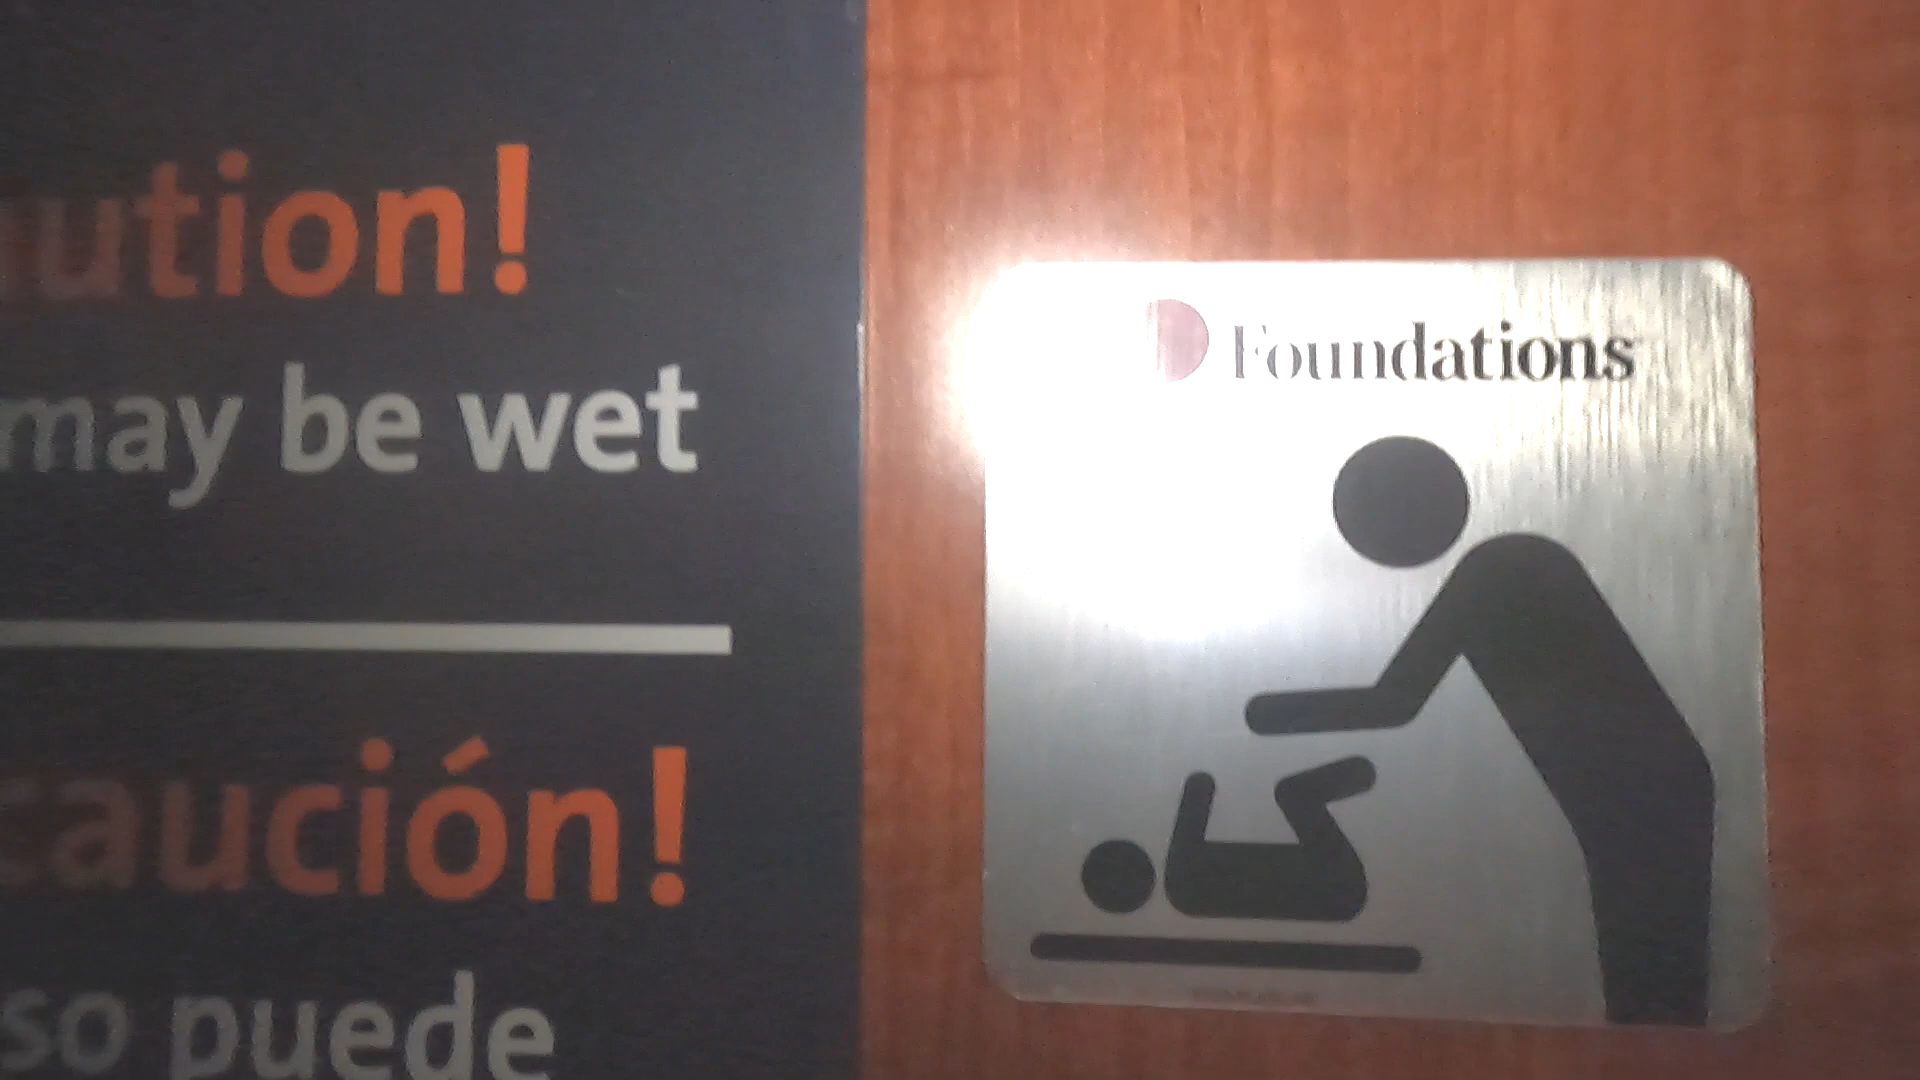 ution!
may be wet
caución!
so puede
Foundations